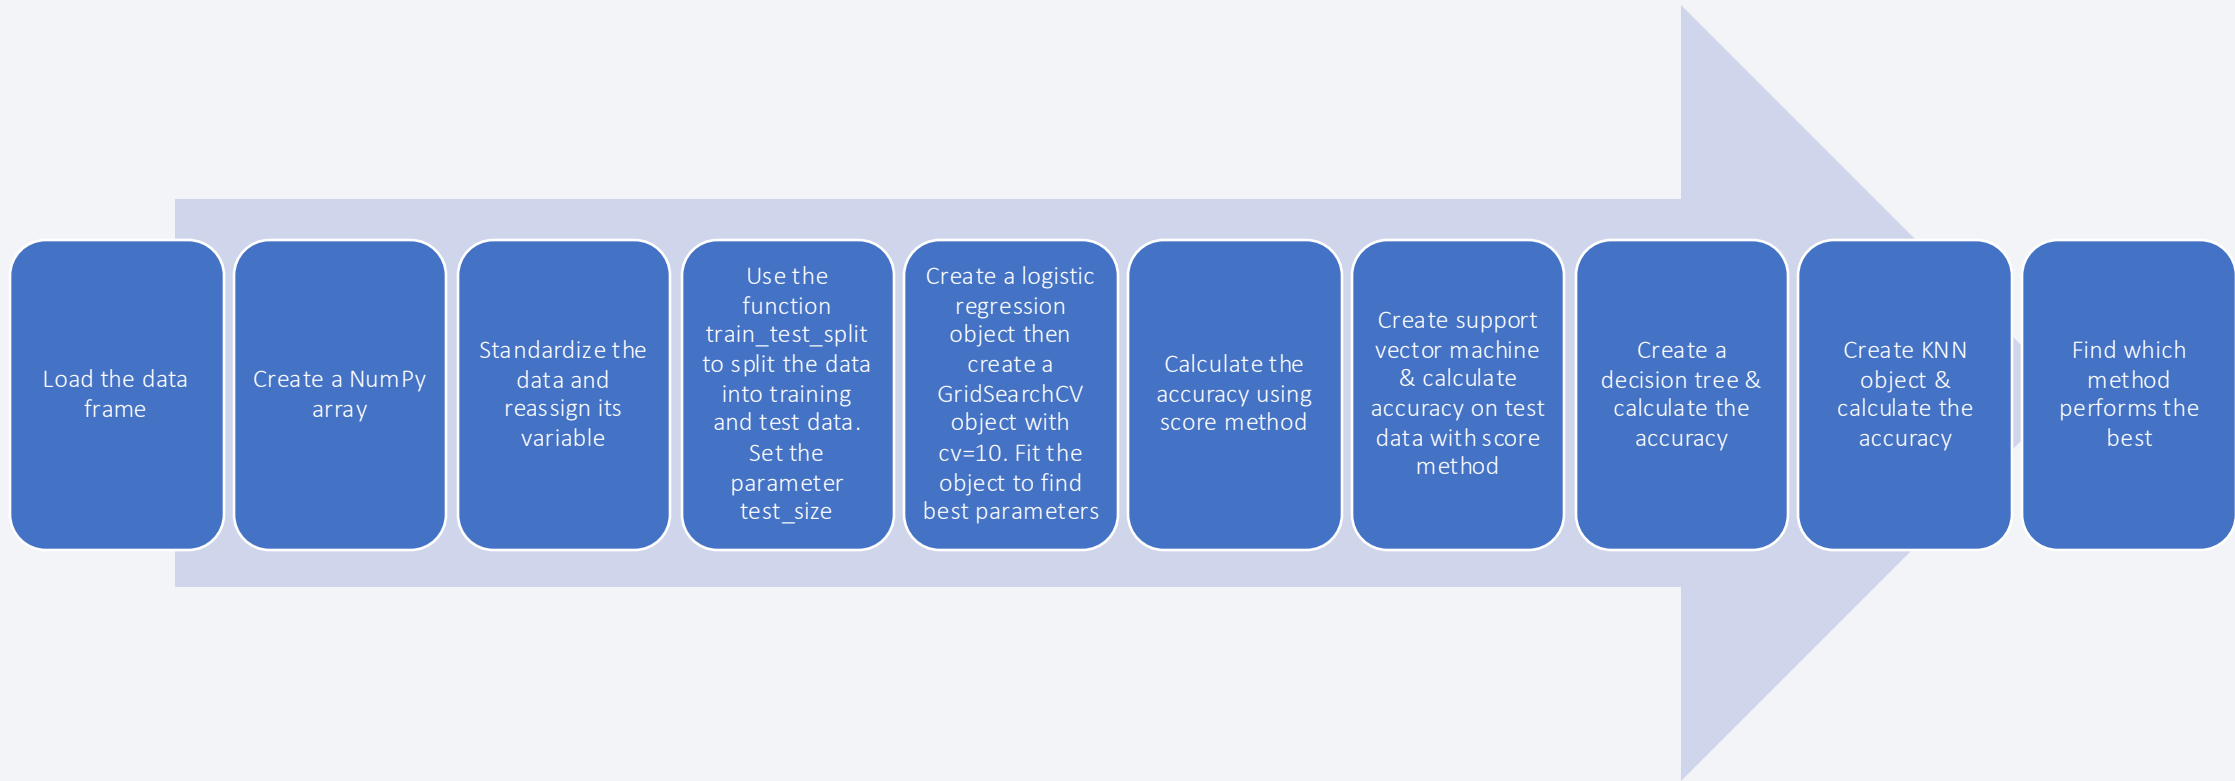 Load the data
frame
Create a NumPy
array
Standardize the
data and
reassign its
variable
Use the
function
train_test_split
to split the data
into training
and test data.
Set the
parameter
test_size
Create a logistic
regression
object then
create a
GridSearchCV
object with
cv=10. Fit the
object to find
best parameters
Calculate the
accuracy using
score method
Create support
vector machine
& calculate
accuracy on test
data with score
method
Create a
decision tree &
calculate the
accuracy
Create KNN
object &
calculate the
accuracy
Find which
method
performs the
best